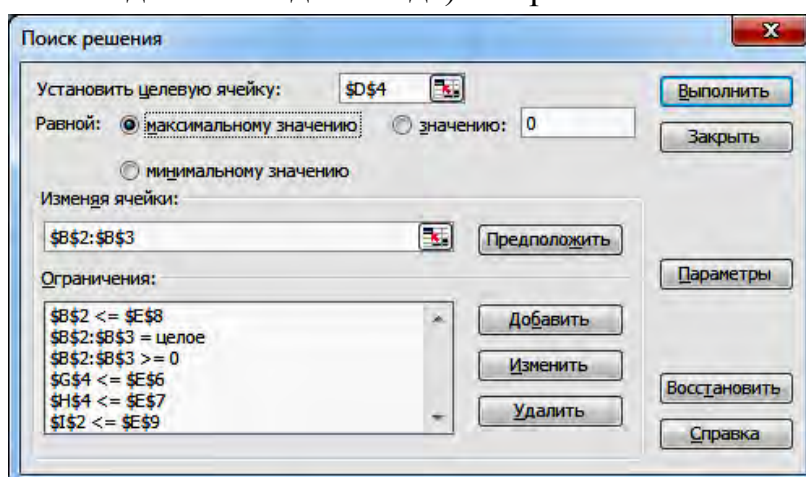 Поиск решения
Установить целевую ячейку: $D$4 Выполнить
Равной: максимальному значению значению: 0 Закрыть
минимальному значению
Изменяя ячейки:
$B$2:$B$3 Предположить
Ограничения: Параметры
$B$2 <= $E$8 Добавить
$B$2:$B$3 = целое
$B$2:$B$3 >= 0 Изменить
$G$4 <= $E$6
$H$4 <= $E$7 Удалить Восстановить
$I$2 <= $E$9
Справка